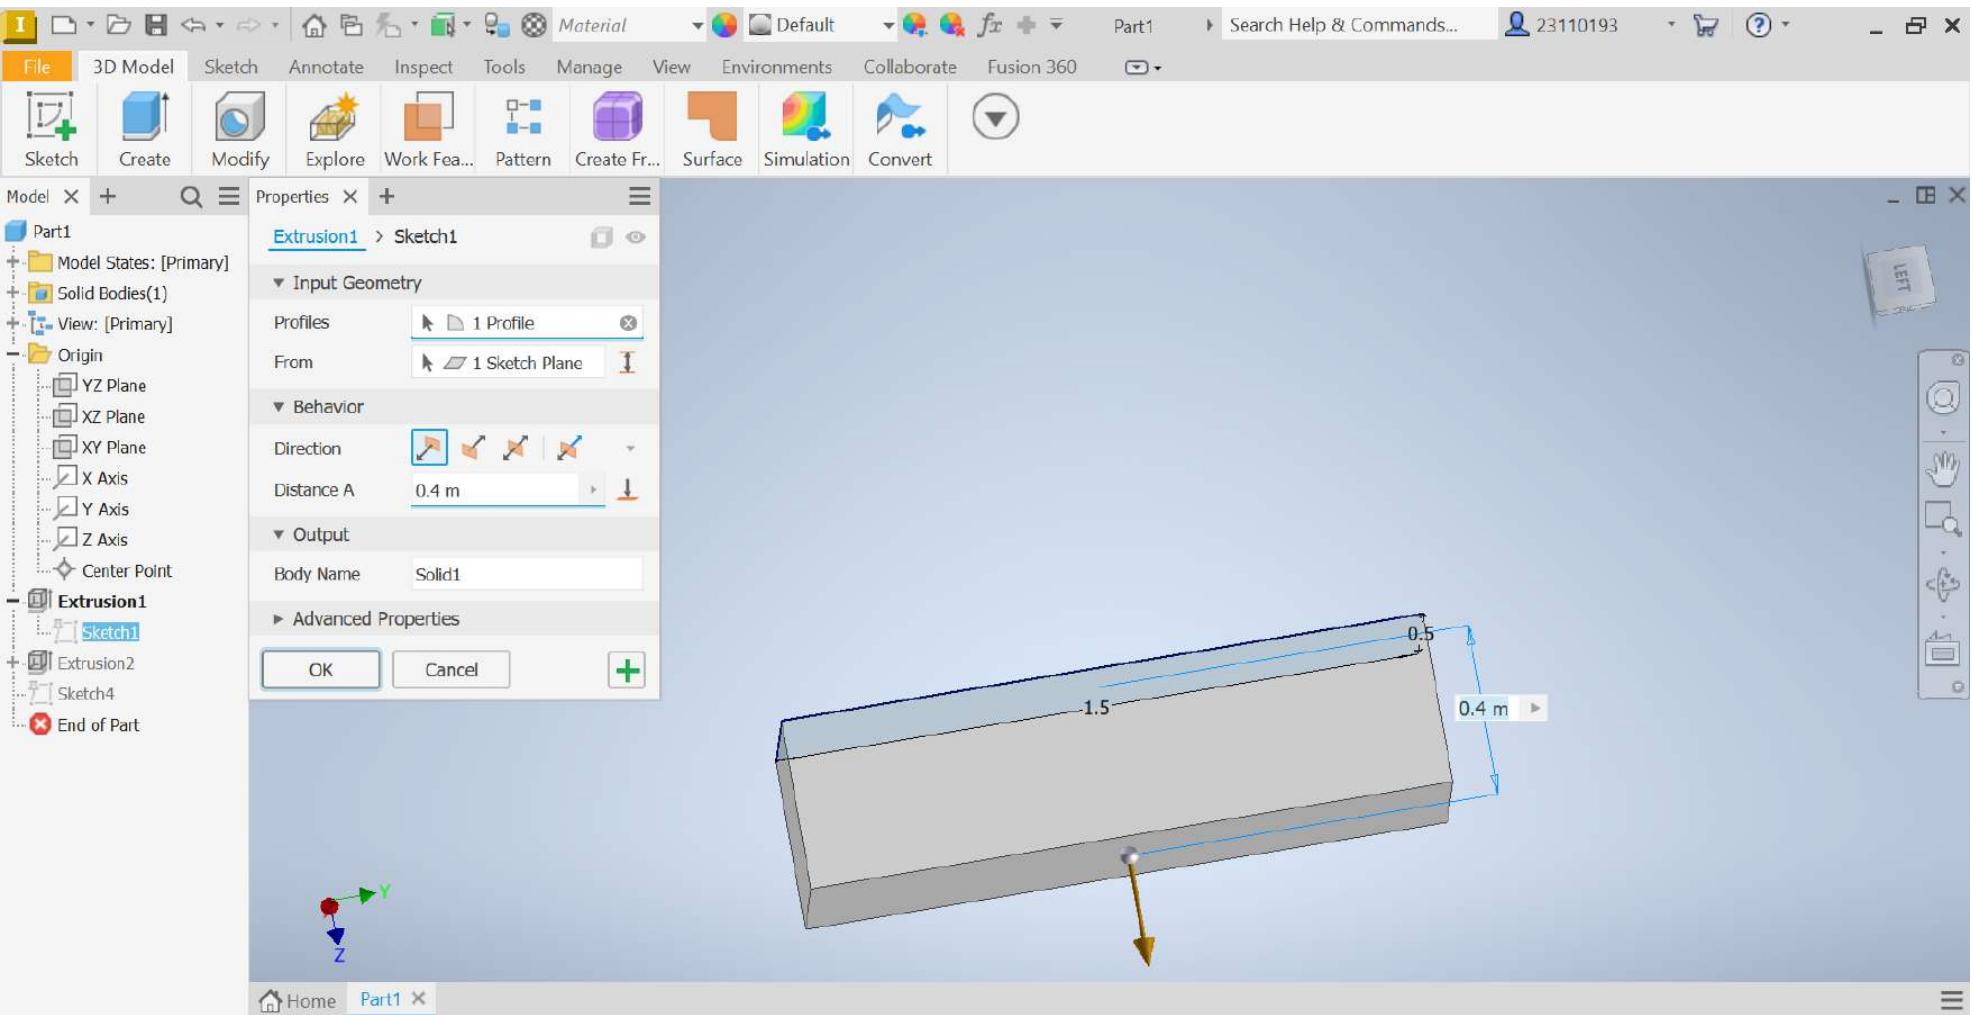 I Material Default fx Part1 Search Help & Commands... 23110193 ?
File 3D Model Sketch Annotate Inspect Tools Manage View Environments Collaborate Fusion 360
Sketch Create Modify Explore Work Fea... Pattern Create Fr... Surface Simulation Convert
Model Properties
Part1
Model States: [Primary]
Solid Bodies(1)
View: [Primary]
Origin
YZ Plane
XZ Plane
XY Plane
X Axis
Y Axis
Z Axis
Center Point
Extrusion1
Sketch1
Extrusion2
Sketch4
End of Part
Extrusion1 > Sketch1
Input Geometry
Profiles 1 Profile
From 1 Sketch Plane
Behavior
Direction
Distance A 0.4 m
Output
Body Name Solid1
Advanced Properties
OK Cancel
LEFT
0.5
1.5
0.4 m
Y
Z
Home Part1